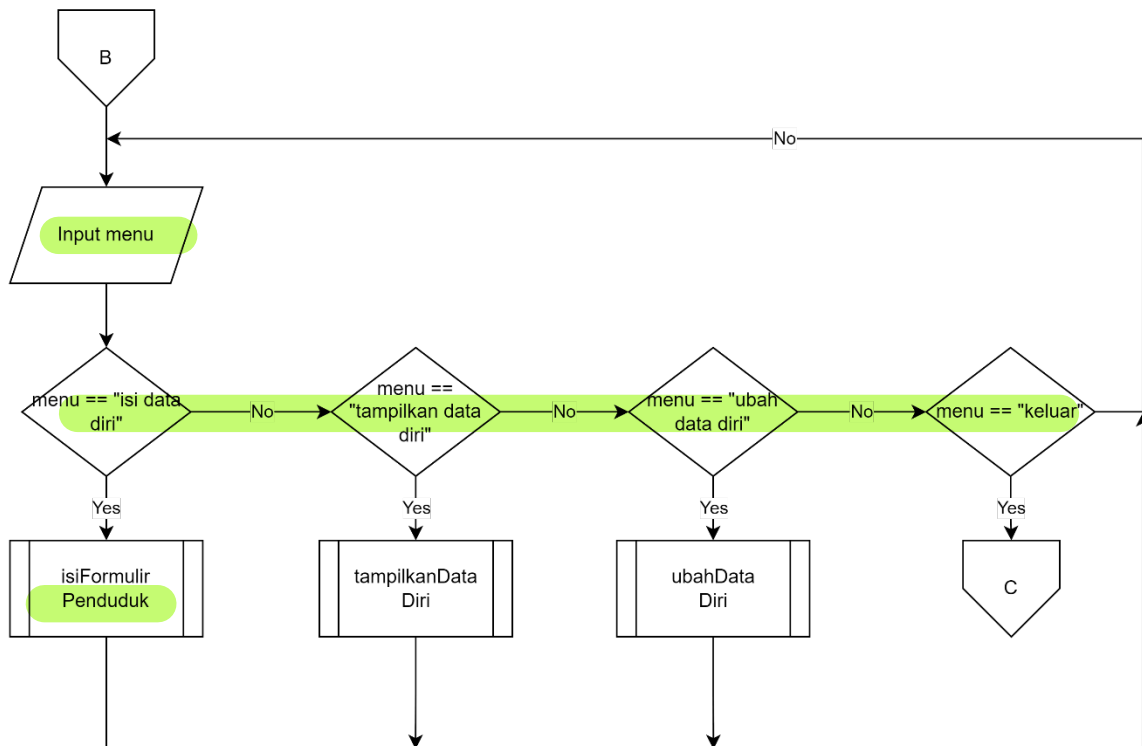 B
No
Input menu
menu == "isi data
diri"
No
menu ==
"tampilkan data
diri"
No
menu == "ubah
data diri"
No
menu == "keluar"
Yes
Yes
Yes
Yes
isiFormulir
Penduduk
tampilkanData
Diri
ubahData
Diri
C